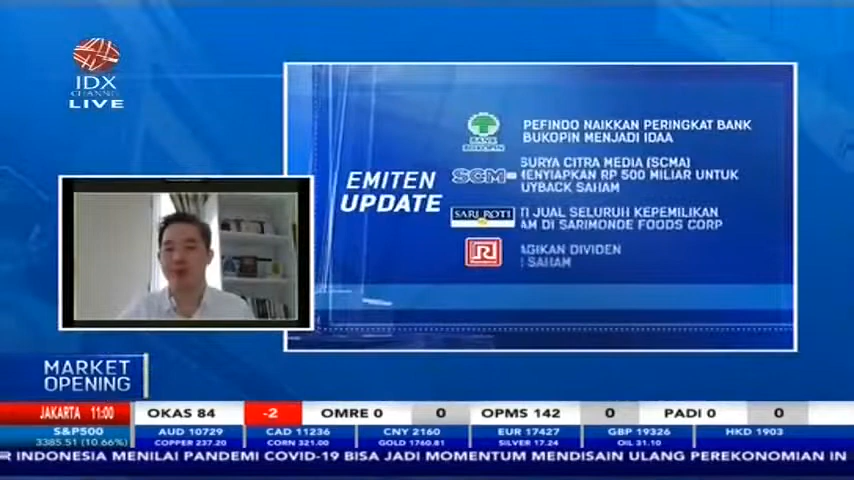 IDX
CHANNEL
LIVE
EMITEN
UPDATE
BANK
BUKOPIN
PEFINDO NAIKKAN PERINGKAT BANK
BUKOPIN MENJADI IDAA
SCM
SURYA CITRA MEDIA (SCMA)
MENYIAPKAN RP 500 MILIAR UNTUK
UYBACK SAHAM
SARI ROTI
TI JUAL SELURUH KEPEMILIKAN
AM DI SARIMONDE FOODS CORP
AGIKAN DIVIDEN
SAHAM
MARKET
OPENING
JAKARTA 11:00 OKAS 84 -2 OMRE 0 0 OPMS 142 0 PADI 0 0
S&P500 AUD 10729 CAD 11236 CNY 2160 EUR 17427 GBP 19326 HKD 1903
3385.51 (10.66%) COPPER 237.20 CORN 321.00 GOLD 1760.81 SILVER 17.24 OIL 31.10
R INDONESIA MENILAI PANDEMI COVID-19 BISA JADI MOMENTUM MENDISAIN ULANG PEREKONOMIAN IN